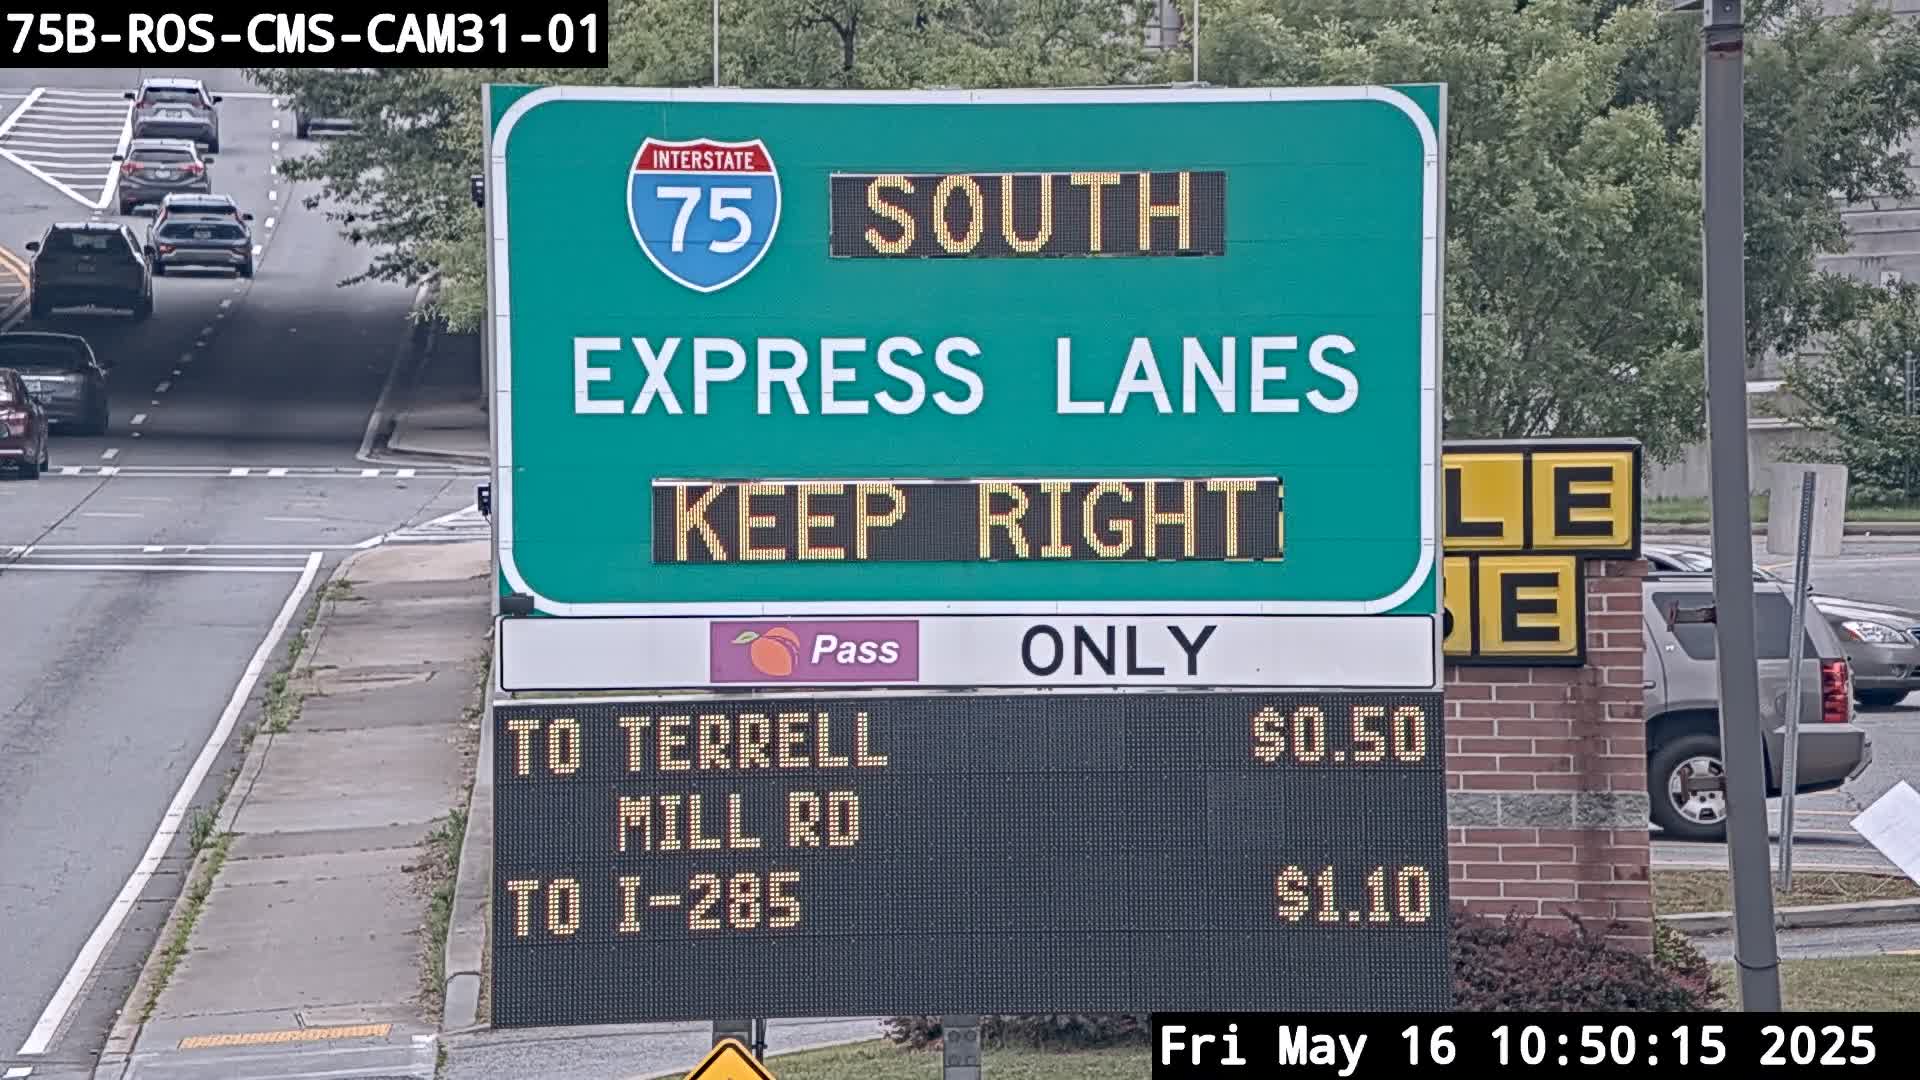 75B-ROS-CMS-CAM31-01
INTERSTATE
75
SOUTH
EXPRESS LANES
KEEP RIGHT
Pass ONLY
TO TERRELL $0.50
MILL RD
TO I-285 $1.10
LE
E
Fri May 16 10:50:15 2025